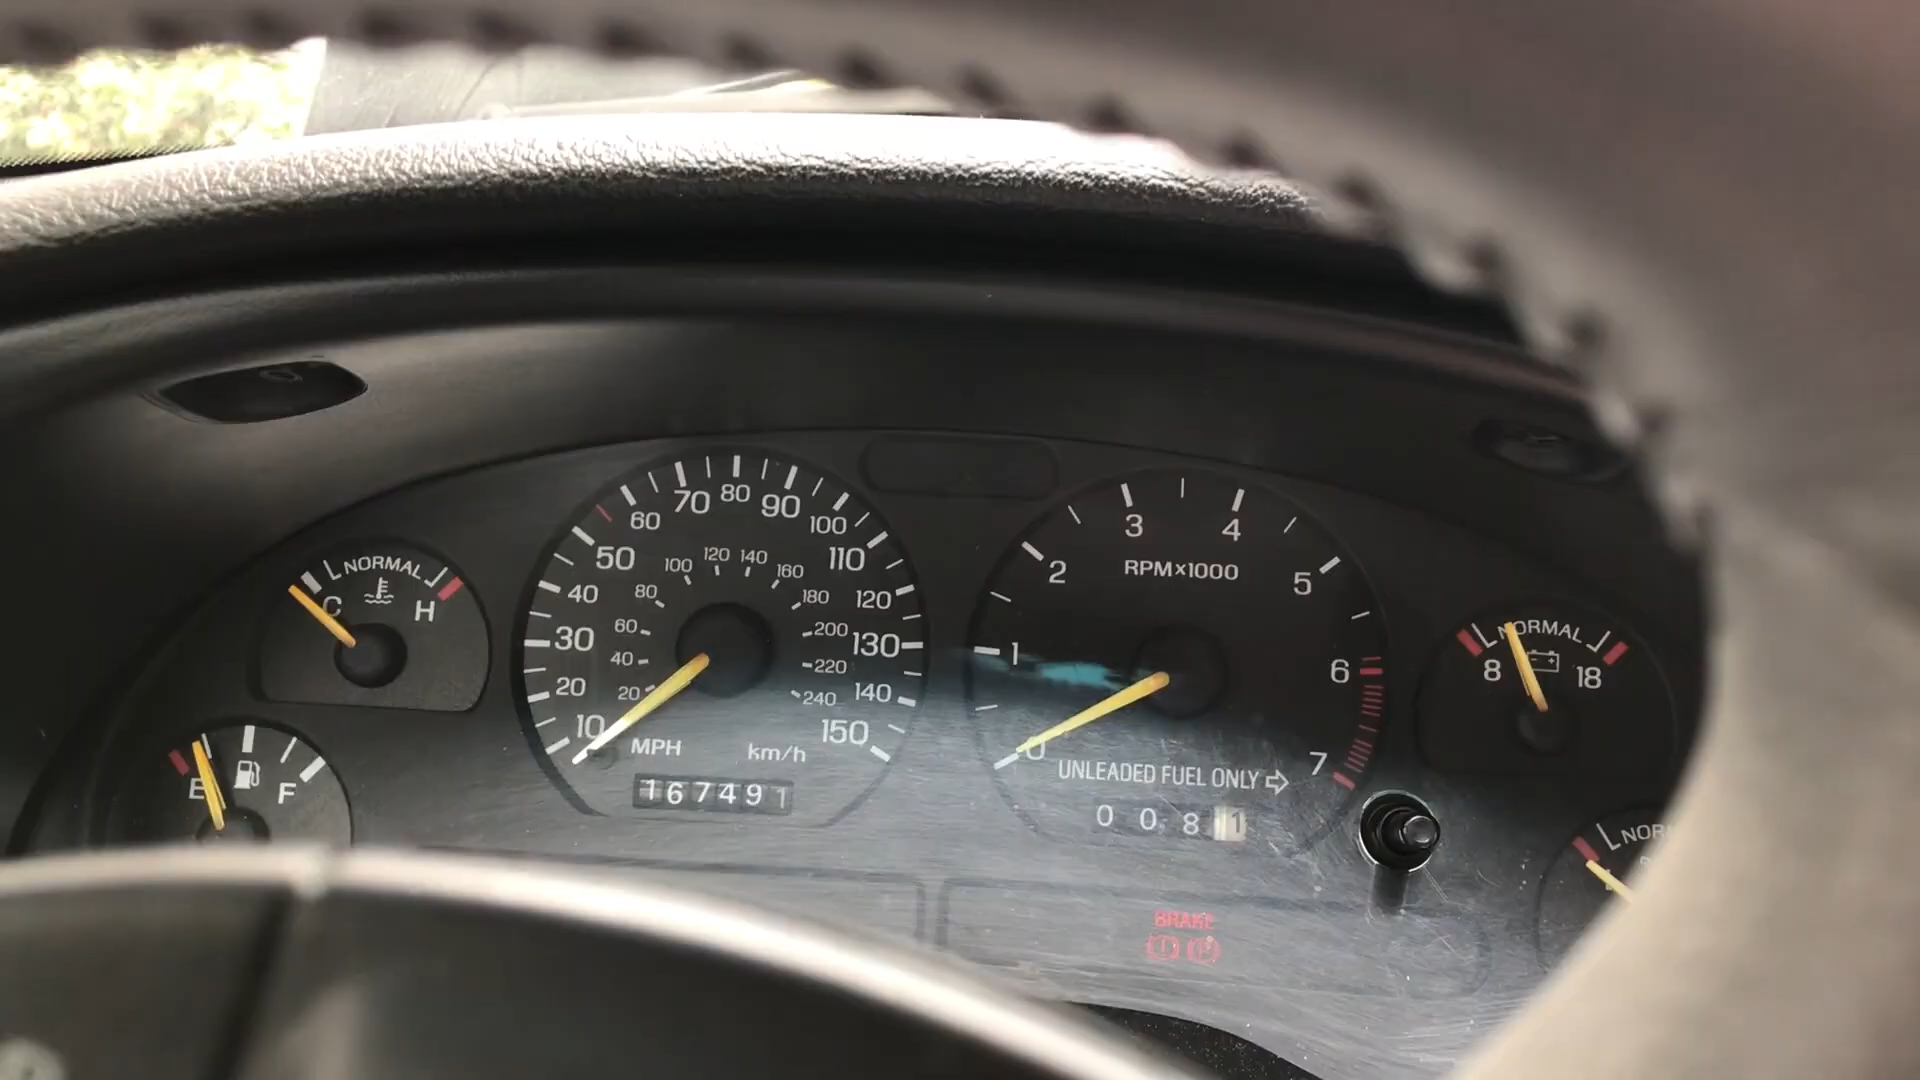 NORMAL
C H
E F
10 20 30 40 50 60 70 80 90 100 110 120 130 140 150
20 40 60 80 100 120 140 160 180 200 220 240
MPH km/h
167491
0 1 2 3 4 5 6 7
RPM×1000
UNLEADED FUEL ONLY
0 0 8 1
BRAKE
NORMAL
8 18
NOR